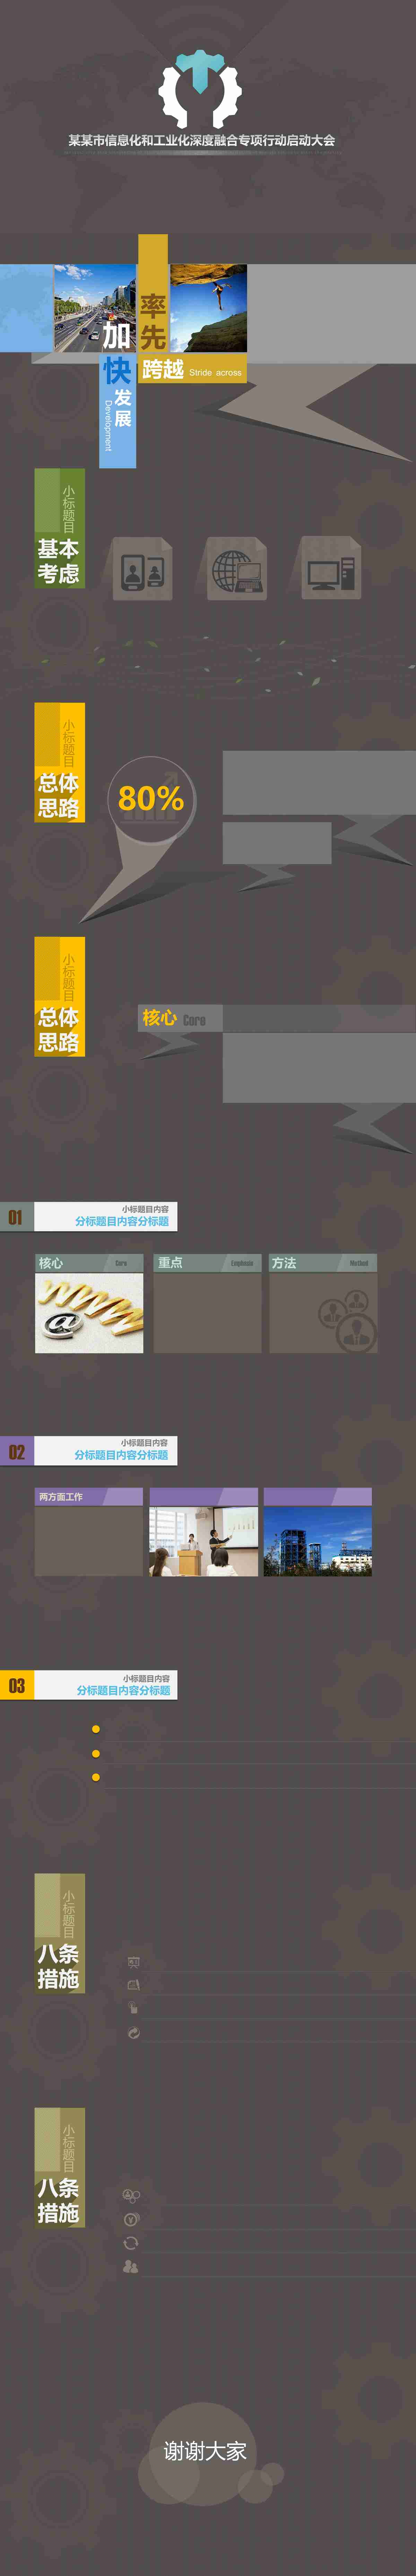 某某市信息化和工业化深度融合专项行动启动大会
加
快
发
展
Development
率
先
跨越 Stride across
小标题目
基本
考虑
小标题目
总体
思路
80%
小标题目
总体
思路
核心 Core
01
小标题目内容
分标题目内容分标题
核心 Core
重点 Emphasis
方法 Method
www
@
02
小标题目内容
分标题目内容分标题
两方面工作
03
小标题目内容
分标题目内容分标题
小标题目
八条
措施
小标题目
八条
措施
谢谢大家